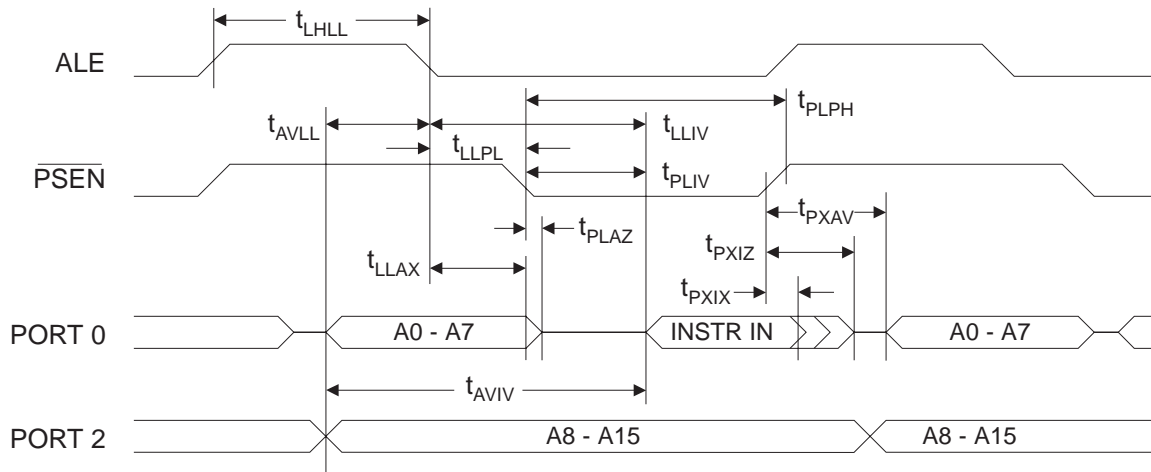 tLHLL
ALE
tPLPH
tAVLL
tLLIV
tLLPL
PSEN
tPLIV
tPXAV
tPLAZ
tPXIZ
tLLAX
tPXIX
PORT 0
A0 - A7
INSTR IN
A0 - A7
tAVIV
PORT 2
A8 - A15
A8 - A15